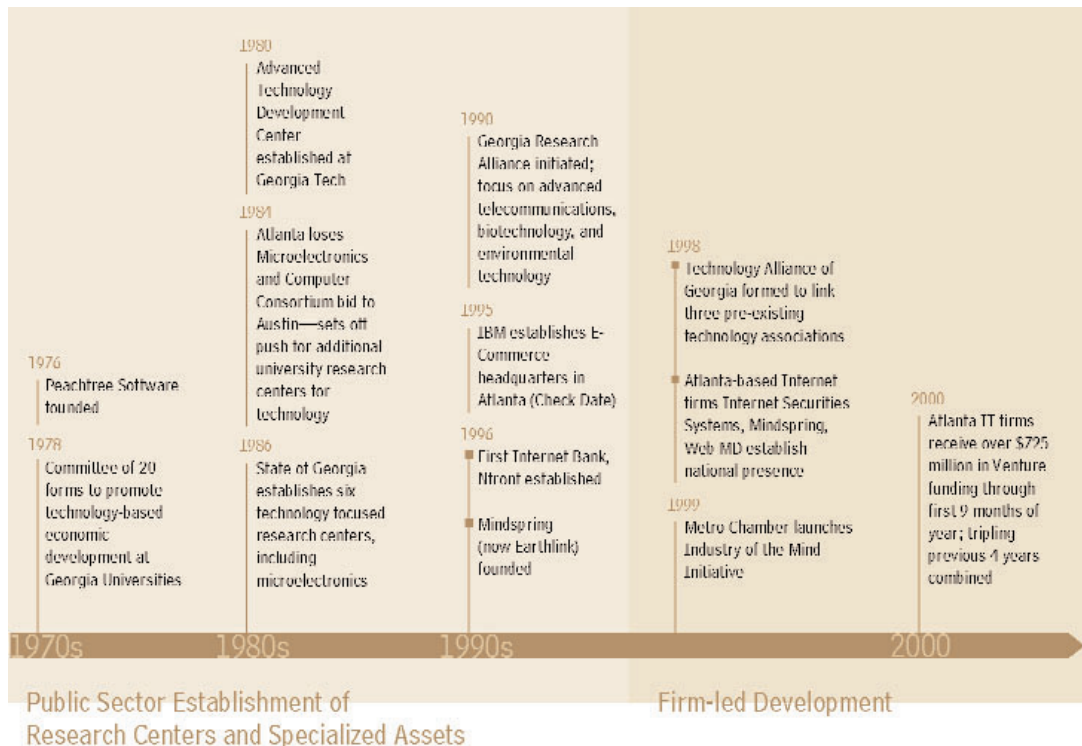 1976
Peachtree Software
founded
1978
Committee of 20
forms to promote
technology-based
economic
development at
Georgia Universities
1980
Advanced
Technology
Development
Center
established at
Georgia Tech
1984
Atlanta loses
Microelectronics
and Computer
Consortium bid to
Austin—sets off
push for additional
university research
centers for
technology
1986
State of Georgia
establishes six
technology focused
research centers,
including
microelectronics
1990
Georgia Research
Alliance initiated;
focus on advanced
telecommunications,
biotechnology, and
environmental
technology
1995
IBM establishes E-
Commerce
headquarters in
Atlanta (Check Date)
1996
First Internet Bank,
Nfront established
Mindspring
(now Earthlink)
founded
1998
Technology Alliance of
Georgia formed to link
three pre-existing
technology associations
Atlanta-based Internet
firms Internet Securities
Systems, Mindspring,
Web MD establish
national presence
1999
Metro Chamber launches
Industry of the Mind
Initiative
2000
Atlanta IT firms
receive over $725
million in Venture
funding through
first 9 months of
year; tripling
previous 4 years
combined
1970s
1980s
1990s
2000
Public Sector Establishment of
Research Centers and Specialized Assets
Firm-led Development